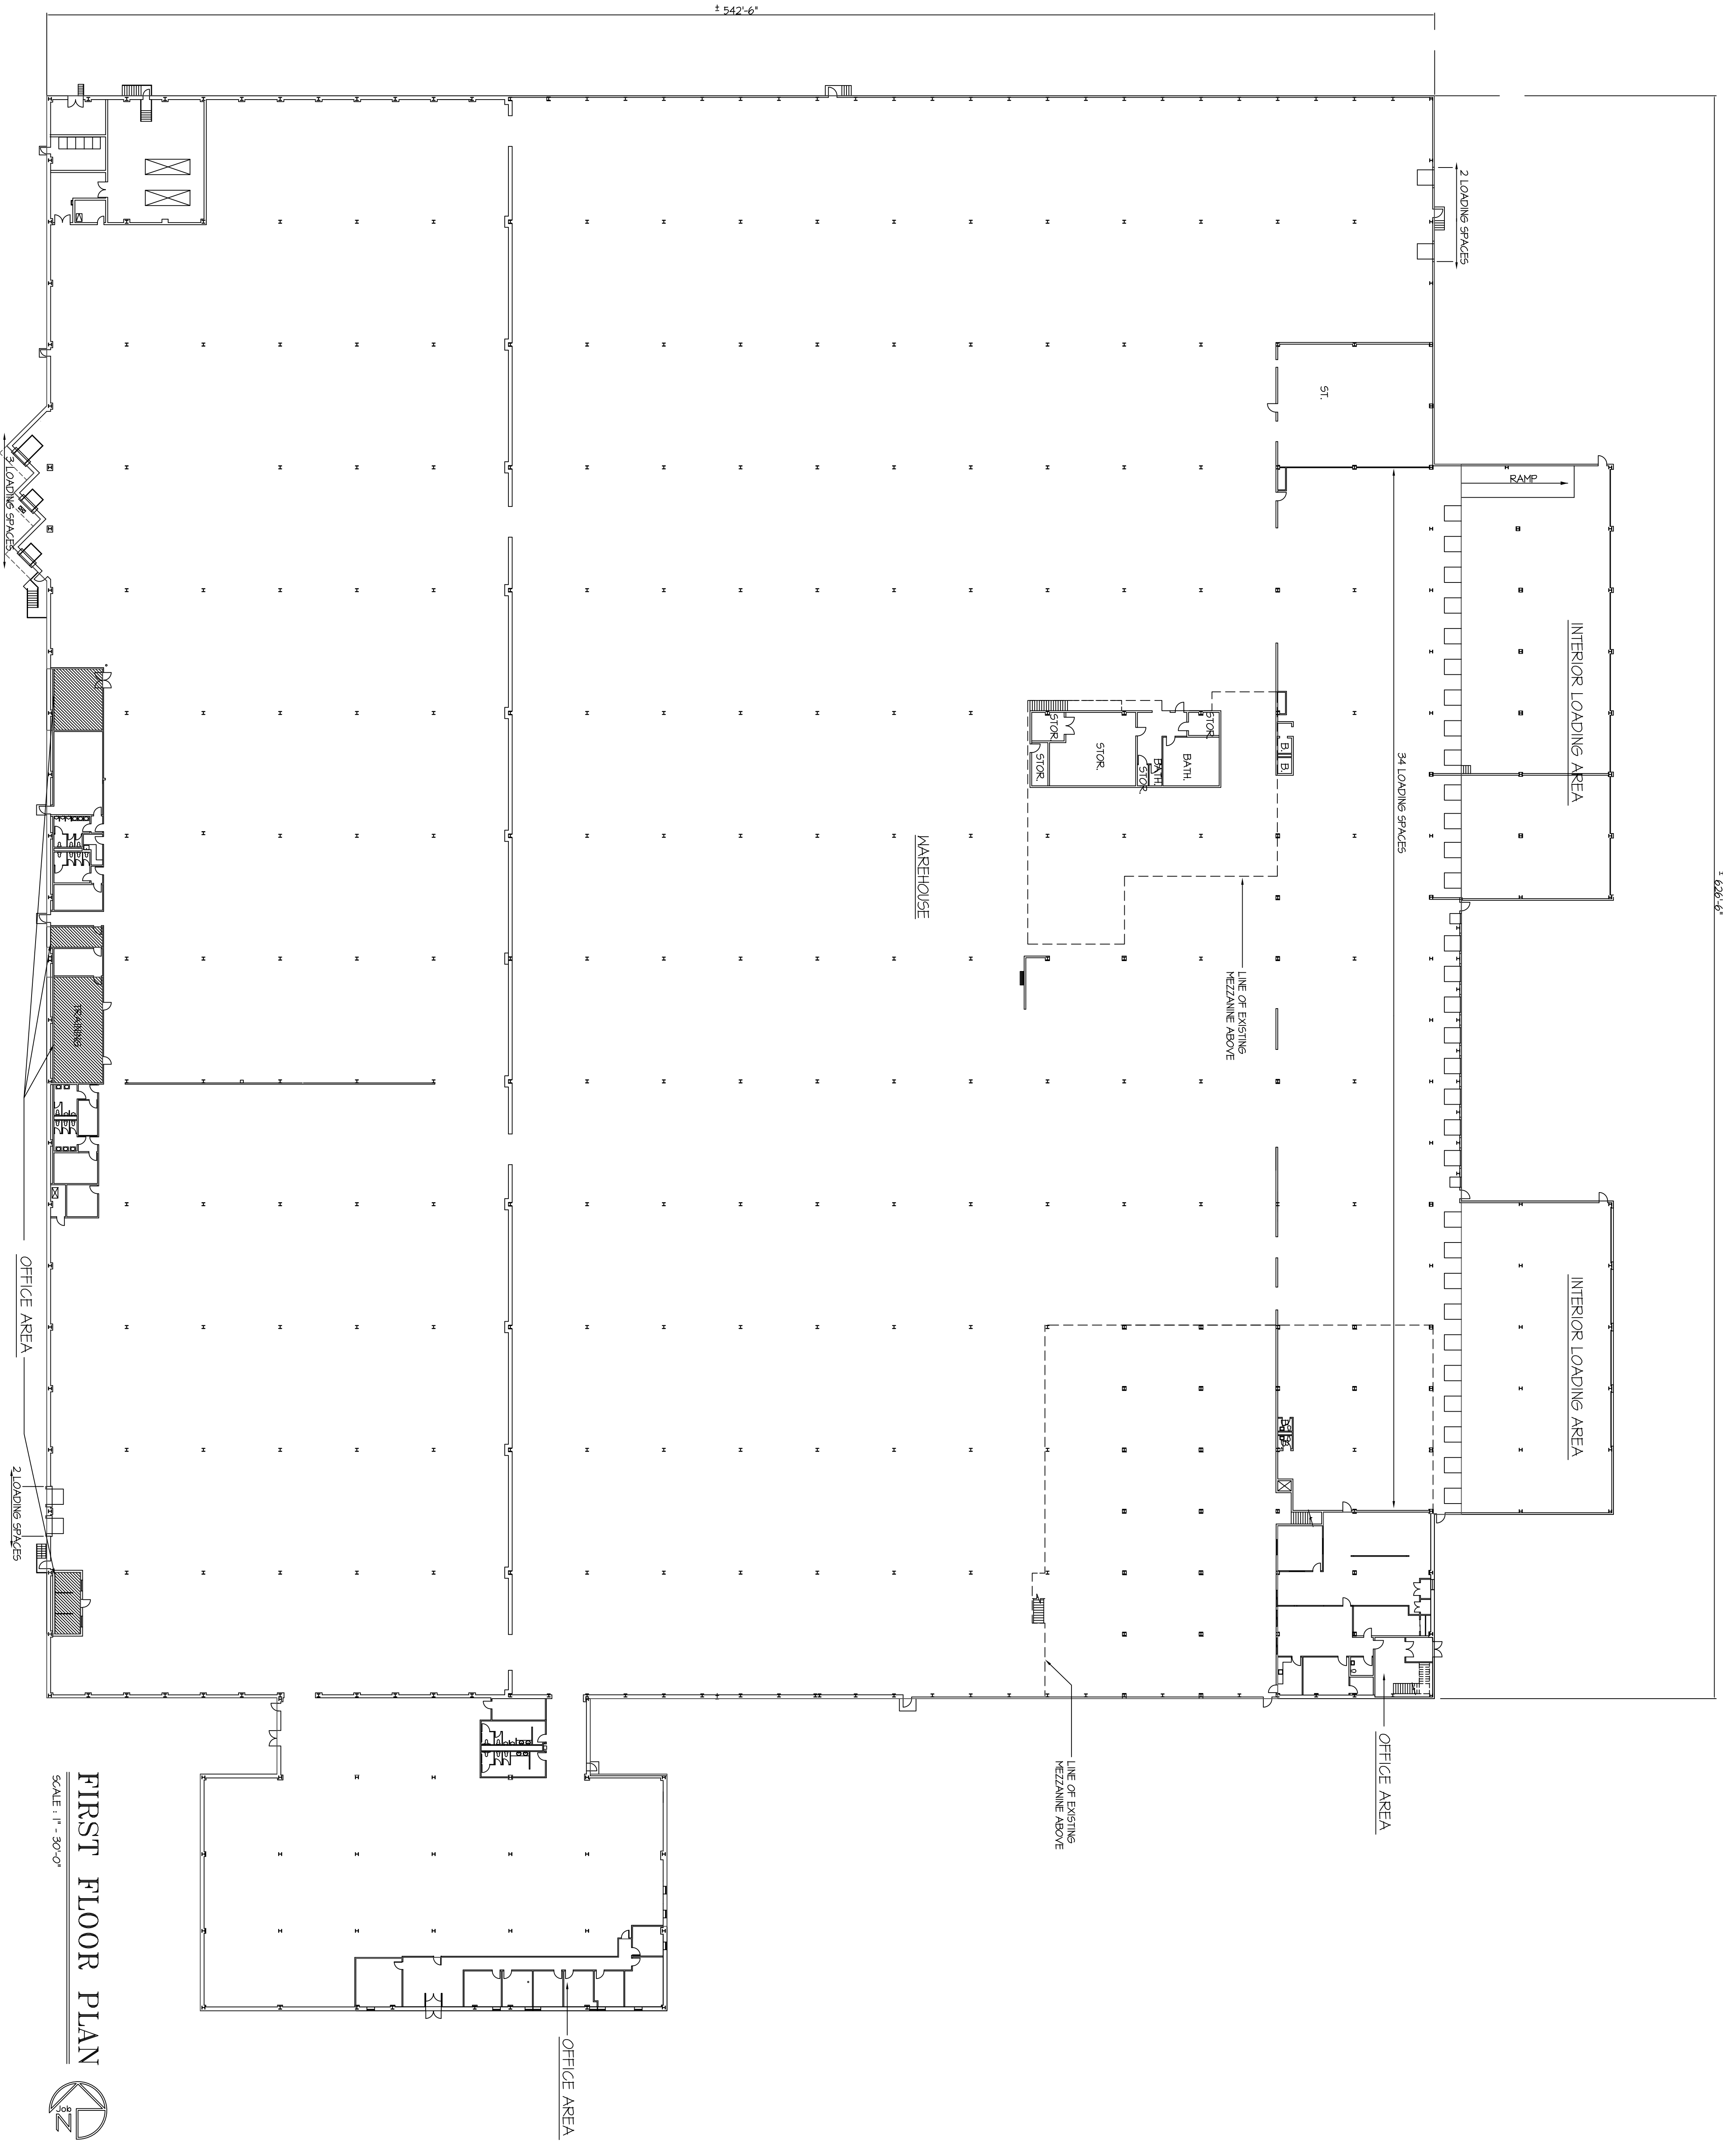 ± 542'-6"
2 LOADING SPACES
ST.
3 LOADING SPACES
RAMP
INTERIOR LOADING AREA
34 LOADING SPACES
STOR.
STOR.
STOR.
STOR.
STOR.
BATH.
BATH.
B.
B.
WAREHOUSE
± 626'-6"
LINE OF EXISTING
MEZZANINE ABOVE
TRAINING
OFFICE AREA
INTERIOR LOADING AREA
2 LOADING SPACES
LINE OF EXISTING
MEZZANINE ABOVE
OFFICE AREA
OFFICE AREA
FIRST FLOOR PLAN
SCALE : 1" - 30'-0"
Job
N